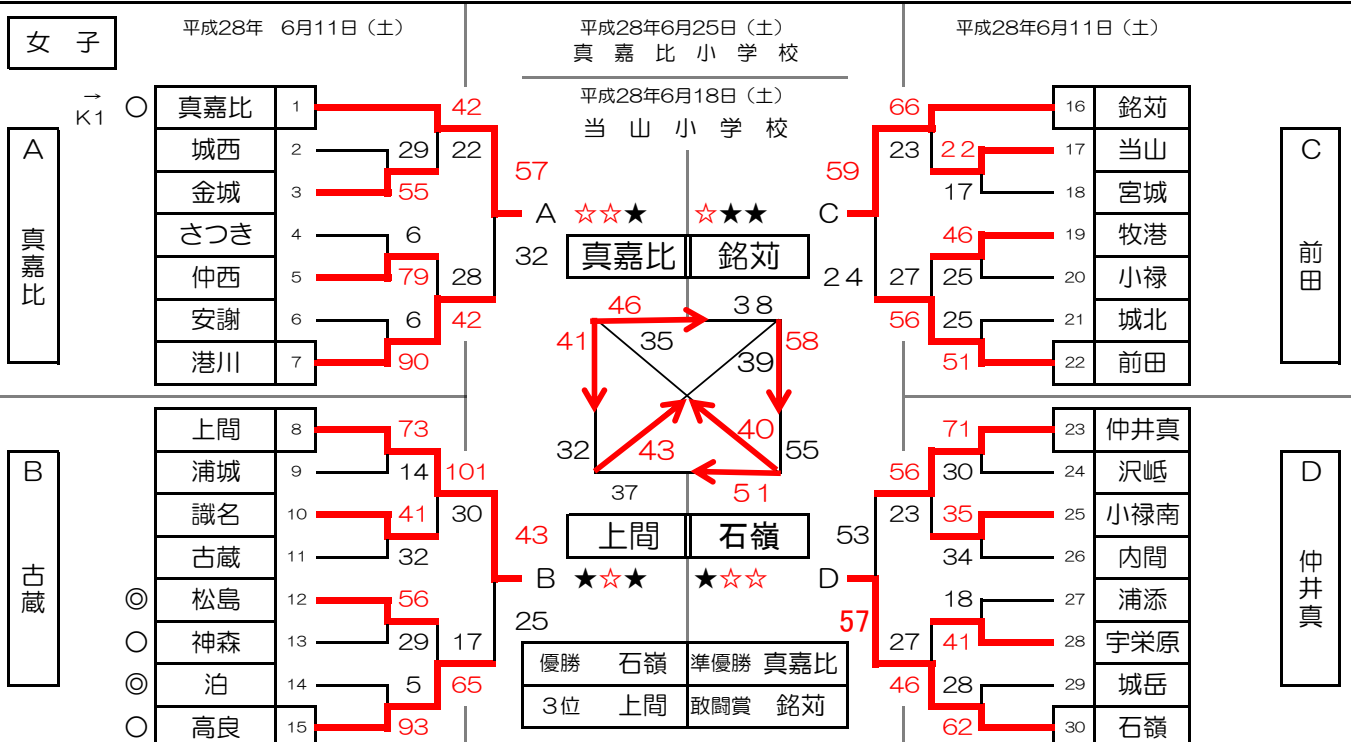 女 子
平成28年 6月11日（土）
平成28年6月25日（土）
真 嘉 比 小 学 校
平成28年6月11日（土）
平成28年6月18日（土）
当 山 小 学 校
→
K1
○ 真嘉比 1 42
城西 2 29 22
金城 3 55
さつき 4 6
仲西 5 79 28
安謝 6 6 42
港川 7 90
57
32
A
真嘉比
上間 8 73
浦城 9 14 101
識名 10 41 30
古蔵 11 32
◎ 松島 12 56
○ 神森 13 29 17
◎ 泊 14 5 65
○ 高良 15 93
43
25
B
古蔵
A ☆☆★ ☆★★ C
真嘉比 銘苅
46 38
41 35 39 58
32 43 40 55
37 51
上間 石嶺
B ★☆★ ★☆☆ D
優勝 石嶺 準優勝 真嘉比
3位 上間 敢闘賞 銘苅
66 16 銘苅
23 22 17 当山
17 18 宮城
46 19 牧港
27 25 20 小禄
56 25 21 城北
51 22 前田
59
24
C
前田
71 23 仲井真
56 30 24 沢岻
23 35 25 小禄南
34 26 内間
18 27 浦添
27 41 28 宇栄原
46 28 29 城岳
62 30 石嶺
53
57
D
仲井真